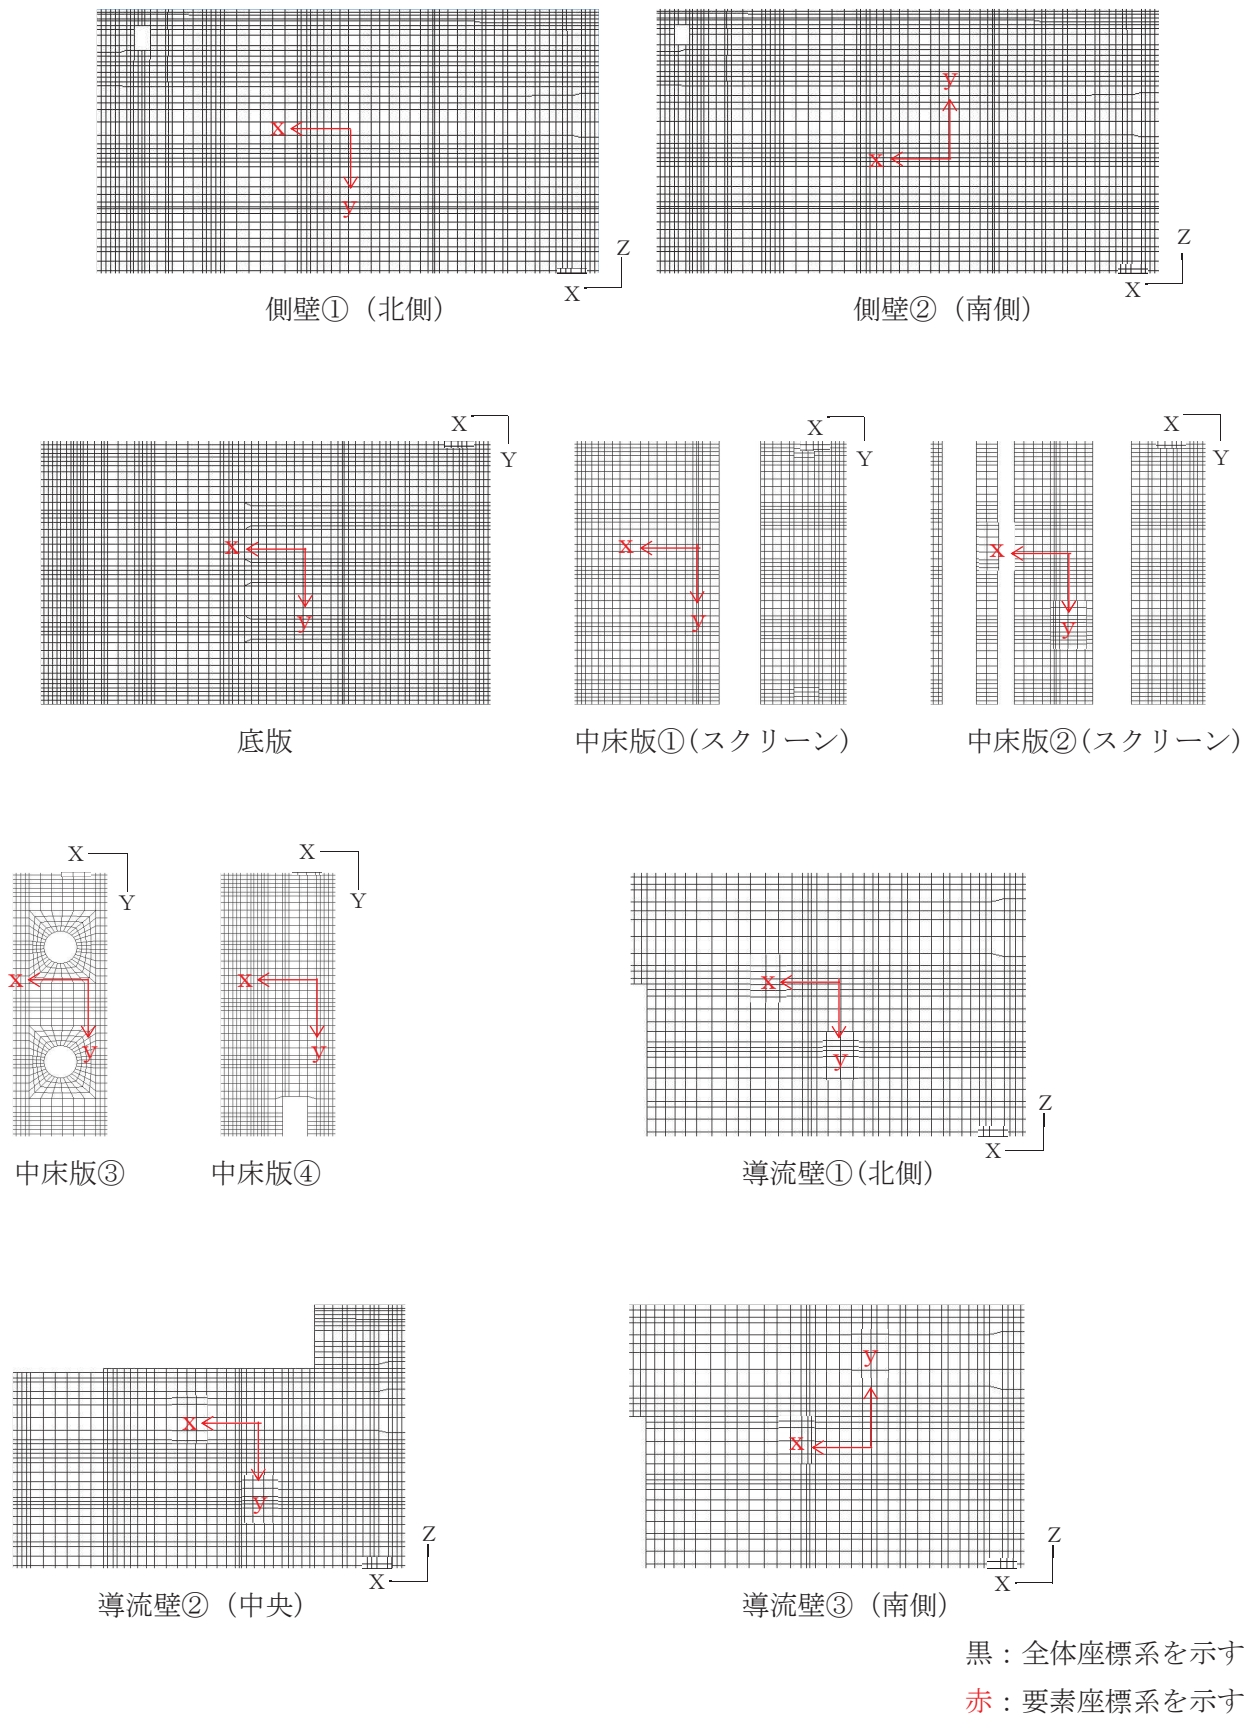 x
y
Z
X
側壁①（北側）
y
x
Z
X
側壁②（南側）
X
Y
x
y
底版
X
Y
x
y
中床版①(スクリーン)
X
Y
x
y
中床版②(スクリーン)
X
Y
x
y
中床版③
X
Y
x
y
中床版④
x
y
Z
X
導流壁①(北側)
x
y
Z
X
導流壁②（中央）
y
x
Z
X
導流壁③（南側）
黒：全体座標系を示す
赤：要素座標系を示す